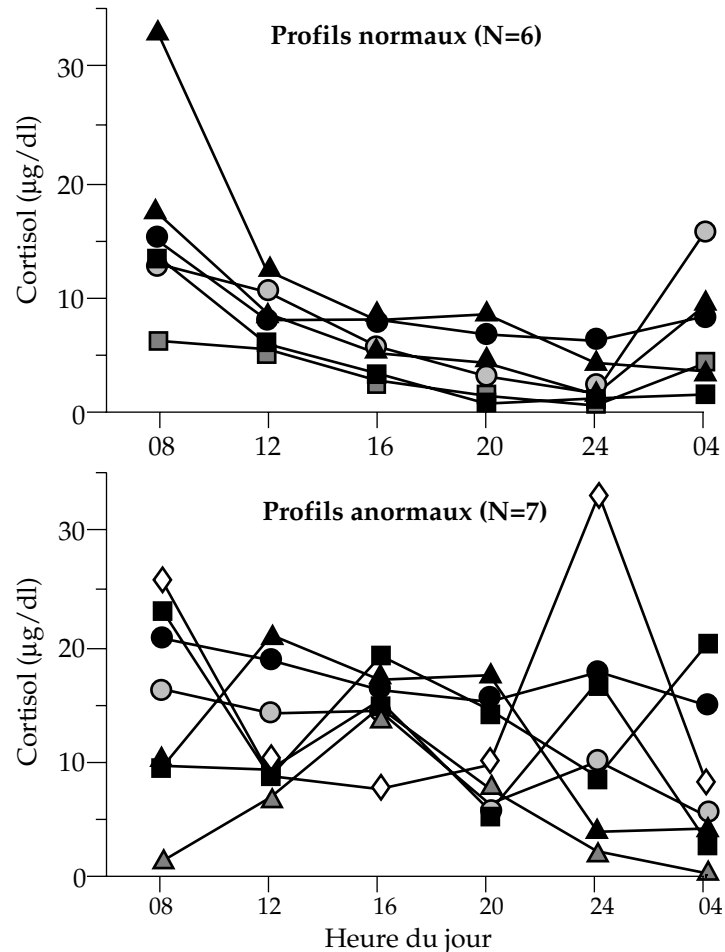 Profils normaux (N=6)
Cortisol (µg/dl)
30
20
10
0
08 12 16 20 24 04
Profils anormaux (N=7)
Cortisol (µg/dl)
30
20
10
0
08 12 16 20 24 04
Heure du jour